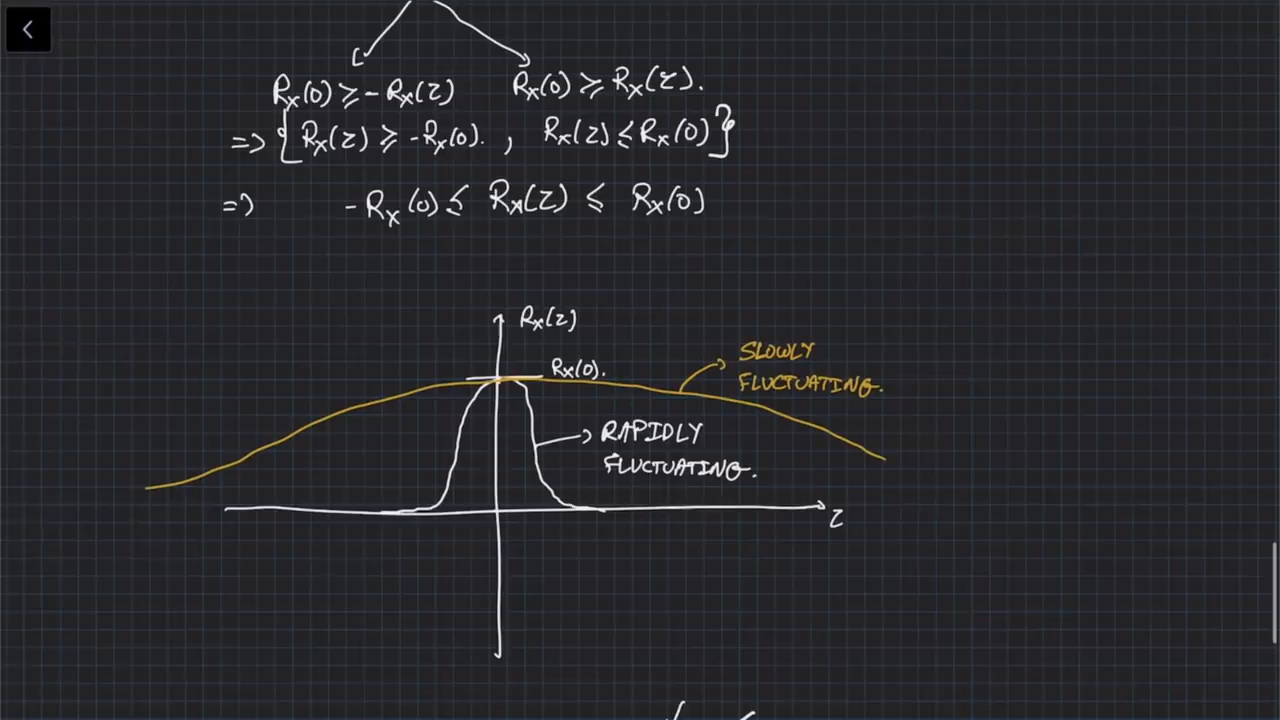 Rx(0) ≥ - Rx(τ)    Rx(0) ≥ Rx(τ).
=> { Rx(τ) ≥ -Rx(0). , Rx(τ) ≤ Rx(0) }
=> -Rx(0) ≤ Rx(τ) ≤ Rx(0)
Rx(τ)
Rx(0).
SLOWLY
FLUCTUATING.
RAPIDLY
FLUCTUATING.
τ